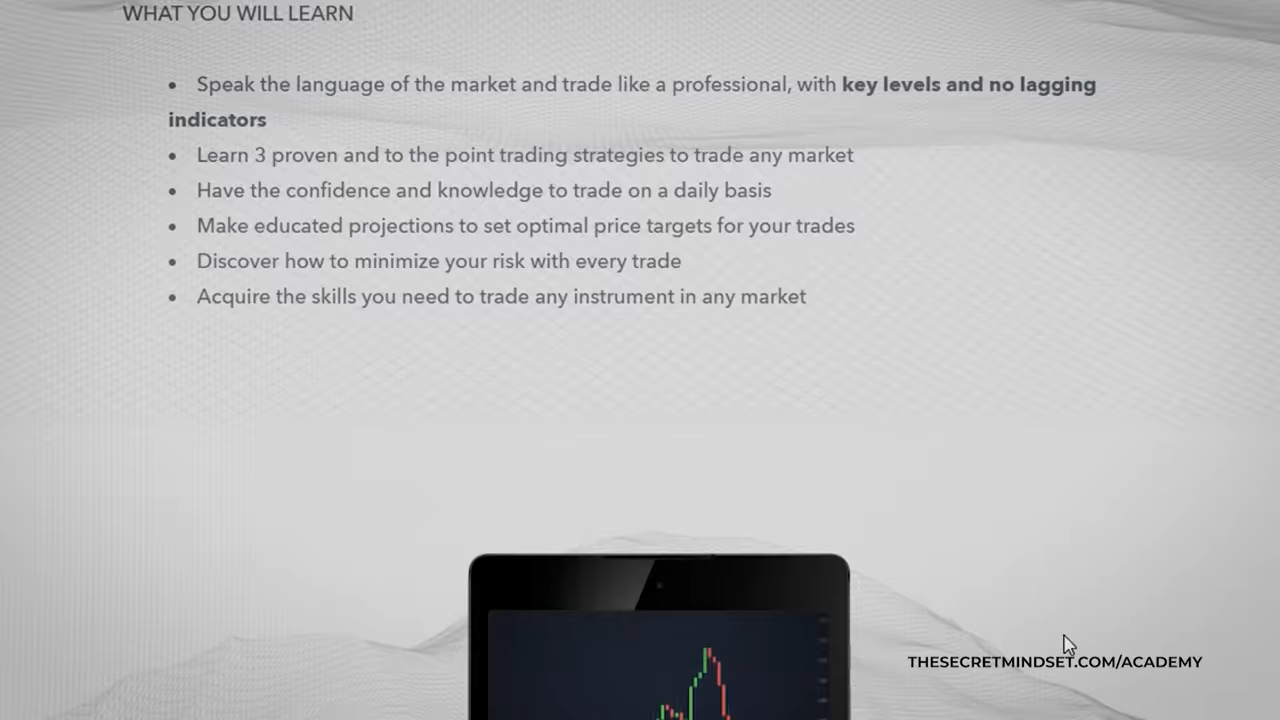 WHAT YOU WILL LEARN
• Speak the language of the market and trade like a professional, with key levels and no lagging
indicators
• Learn 3 proven and to the point trading strategies to trade any market
• Have the confidence and knowledge to trade on a daily basis
• Make educated projections to set optimal price targets for your trades
• Discover how to minimize your risk with every trade
• Acquire the skills you need to trade any instrument in any market
THESECRETMINDSET.COM/ACADEMY